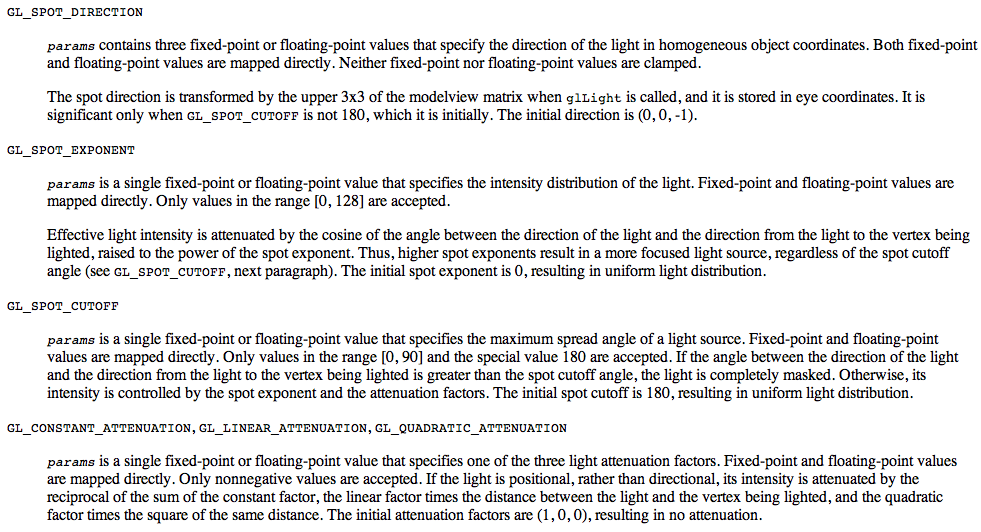 GL_SPOT_DIRECTION
params contains three fixed-point or floating-point values that specify the direction of the light in homogeneous object coordinates. Both fixed-point
and floating-point values are mapped directly. Neither fixed-point nor floating-point values are clamped.
The spot direction is transformed by the upper 3x3 of the modelview matrix when glLight is called, and it is stored in eye coordinates. It is
significant only when GL_SPOT_CUTOFF is not 180, which it is initially. The initial direction is (0, 0, -1).
GL_SPOT_EXPONENT
params is a single fixed-point or floating-point value that specifies the intensity distribution of the light. Fixed-point and floating-point values are
mapped directly. Only values in the range [0, 128] are accepted.
Effective light intensity is attenuated by the cosine of the angle between the direction of the light and the direction from the light to the vertex being
lighted, raised to the power of the spot exponent. Thus, higher spot exponents result in a more focused light source, regardless of the spot cutoff
angle (see GL_SPOT_CUTOFF, next paragraph). The initial spot exponent is 0, resulting in uniform light distribution.
GL_SPOT_CUTOFF
params is a single fixed-point or floating-point value that specifies the maximum spread angle of a light source. Fixed-point and floating-point
values are mapped directly. Only values in the range [0, 90] and the special value 180 are accepted. If the angle between the direction of the light
and the direction from the light to the vertex being lighted is greater than the spot cutoff angle, the light is completely masked. Otherwise, its
intensity is controlled by the spot exponent and the attenuation factors. The initial spot cutoff is 180, resulting in uniform light distribution.
GL_CONSTANT_ATTENUATION, GL_LINEAR_ATTENUATION, GL_QUADRATIC_ATTENUATION
params is a single fixed-point or floating-point value that specifies one of the three light attenuation factors. Fixed-point and floating-point values
are mapped directly. Only nonnegative values are accepted. If the light is positional, rather than directional, its intensity is attenuated by the
reciprocal of the sum of the constant factor, the linear factor times the distance between the light and the vertex being lighted, and the quadratic
factor times the square of the same distance. The initial attenuation factors are (1, 0, 0), resulting in no attenuation.